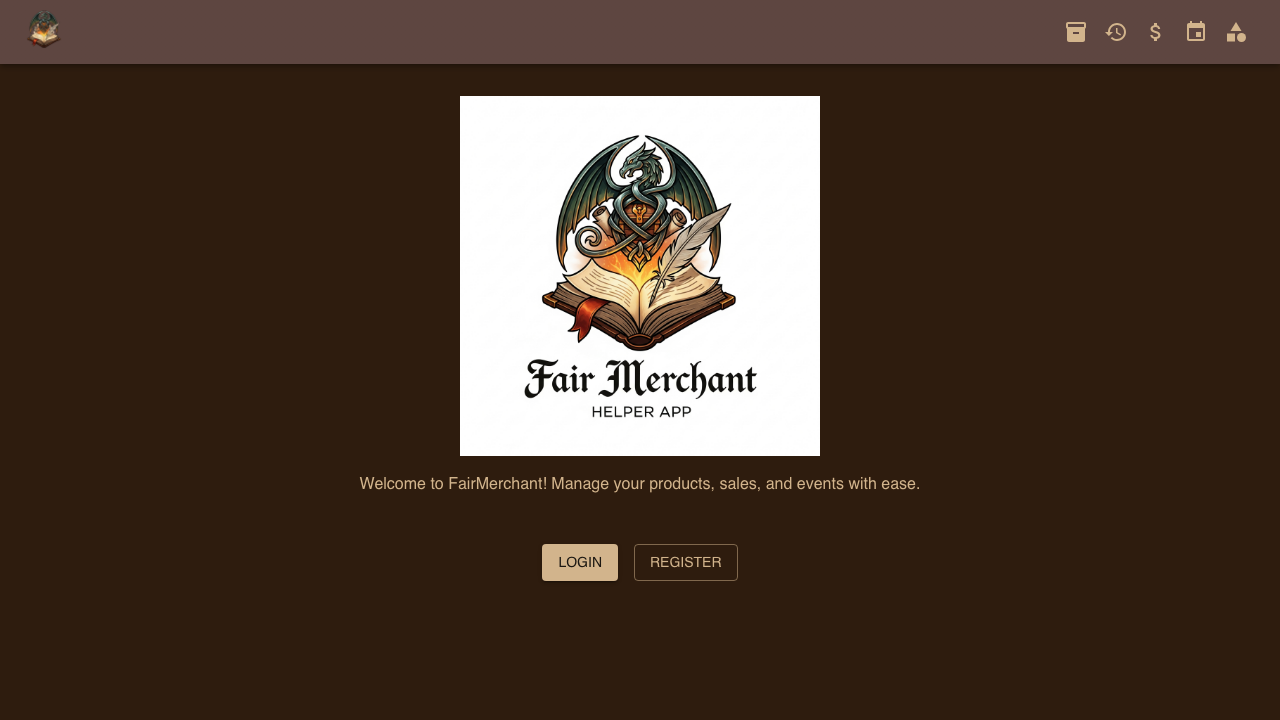 Fair Merchant
HELPER APP
Welcome to FairMerchant! Manage your products, sales, and events with ease.
LOGIN
REGISTER